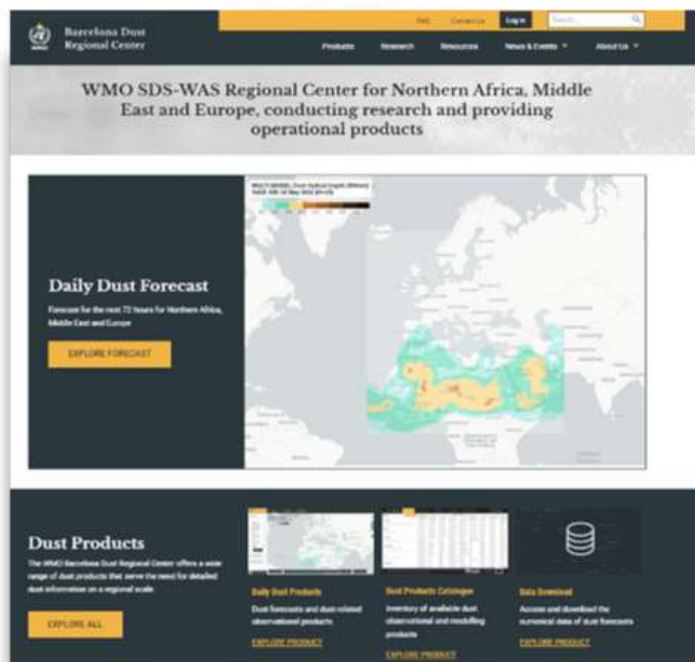 FAQ Contact Us Log in Search...
Barcelona Dust
Regional Center
Products Research Resources News & Events About Us
WMO SDS-WAS Regional Center for Northern Africa, Middle
East and Europe, conducting research and providing
operational products
Daily Dust Forecast
Forecast for the next 72 hours for Northern Africa,
Middle East and Europe
EXPLORE FORECAST
Dust Products
The WMO Barcelona Dust Regional Center offers a wide
range of dust products that serve the need for detailed
dust information on a regional scale.
EXPLORE ALL
Daily Dust Products
Dust forecasts and dust-related
observational products
EXPLORE PRODUCT
Dust Products Catalogue
Inventory of available dust
observational and modelling
products
EXPLORE PRODUCT
Data Download
Access and download the
numerical data of dust forecasts
EXPLORE PRODUCT